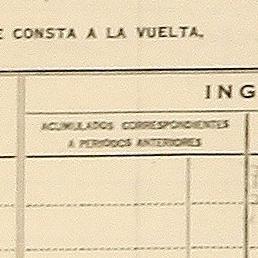 E CONSTA A LA VUELTA.
ING
ACUMULADOS CORRESPONDIENTES
A PERIODOS ANTERIORES